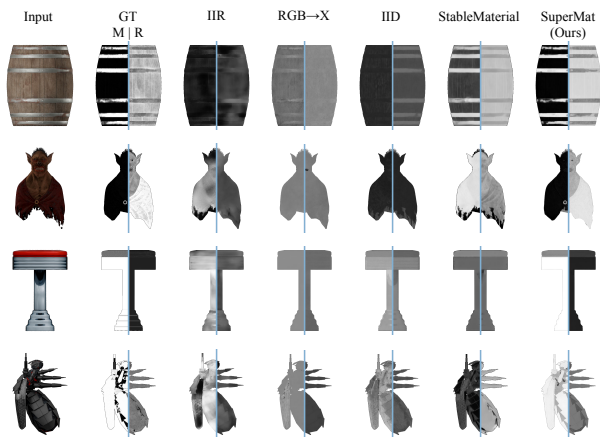 Input
GT
M | R
IIR
RGB→X
IID
StableMaterial
SuperMat
(Ours)